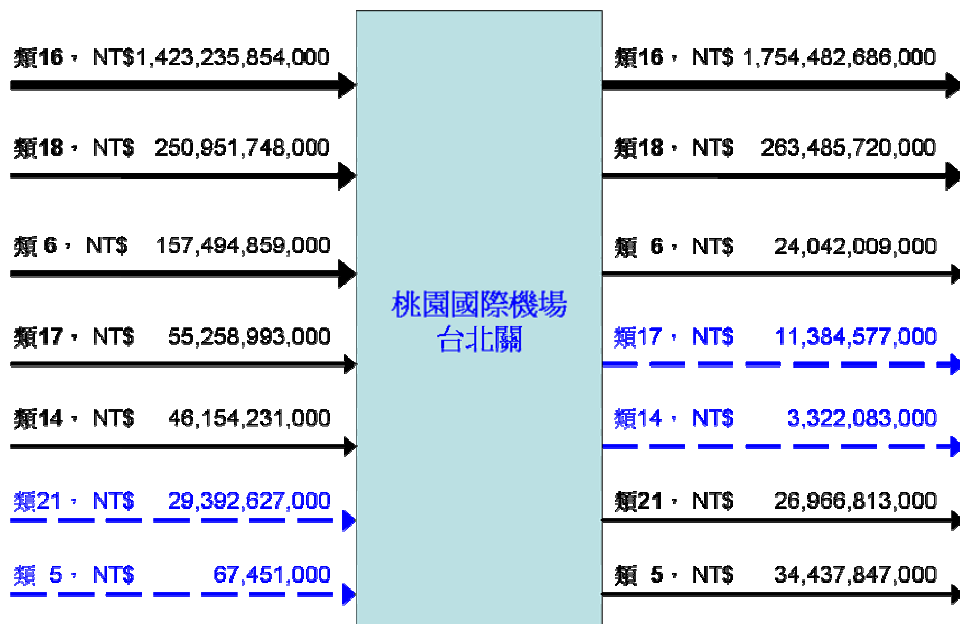 類16， NT$1,423,235,854,000
類18， NT$ 250,951,748,000
類 6， NT$ 157,494,859,000
類17， NT$ 55,258,993,000
類14， NT$ 46,154,231,000
類21， NT$ 29,392,627,000
類 5， NT$ 67,451,000
桃園國際機場
台北關
類16， NT$ 1,754,482,686,000
類18， NT$ 263,485,720,000
類 6， NT$ 24,042,009,000
類17， NT$ 11,384,577,000
類14， NT$ 3,322,083,000
類21， NT$ 26,966,813,000
類 5， NT$ 34,437,847,000